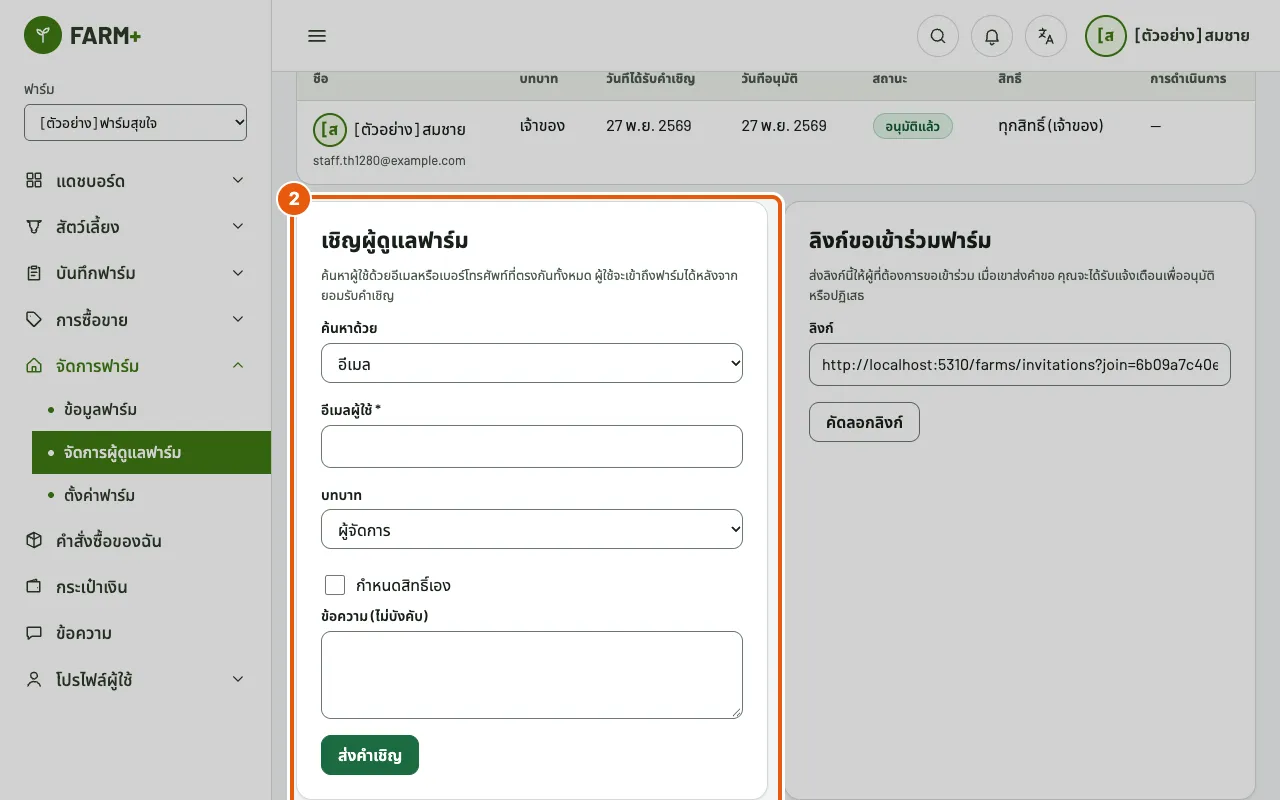 FARM+
ฟาร์ม
[ตัวอย่าง] ฟาร์มสุขใจ
แดชบอร์ด
สัตว์เลี้ยง
บันทึกฟาร์ม
การซื้อขาย
จัดการฟาร์ม
ข้อมูลฟาร์ม
จัดการผู้ดูแลฟาร์ม
ตั้งค่าฟาร์ม
คำสั่งซื้อของฉัน
กระเป๋าเงิน
ข้อความ
โปรไฟล์ผู้ใช้
[ส [ตัวอย่าง] สมชาย
ชื่อ บทบาท วันที่ได้รับคำเชิญ วันที่อนุมัติ สถานะ สิทธิ์ การดำเนินการ
[ส [ตัวอย่าง] สมชาย เจ้าของ 27 พ.ย. 2569 27 พ.ย. 2569 อนุมัติแล้ว ทุกสิทธิ์ (เจ้าของ) —
staff.th1280@example.com
2
เชิญผู้ดูแลฟาร์ม
ค้นหาผู้ใช้ด้วยอีเมลหรือเบอร์โทรศัพท์ที่ตรงกันทั้งหมด ผู้ใช้จะเข้าถึงฟาร์มได้หลังจาก
ยอมรับคำเชิญ
ค้นหาด้วย
อีเมล
อีเมลผู้ใช้ *
บทบาท
ผู้จัดการ
กำหนดสิทธิ์เอง
ข้อความ (ไม่บังคับ)
ส่งคำเชิญ
ลิงก์ขอเข้าร่วมฟาร์ม
ส่งลิงก์นี้ให้ผู้ที่ต้องการขอเข้าร่วม เมื่อเขาส่งคำขอ คุณจะได้รับแจ้งเตือนเพื่ออนุมัติ
หรือปฏิเสธ
ลิงก์
http://localhost:5310/farms/invitations?join=6b09a7c40e
คัดลอกลิงก์